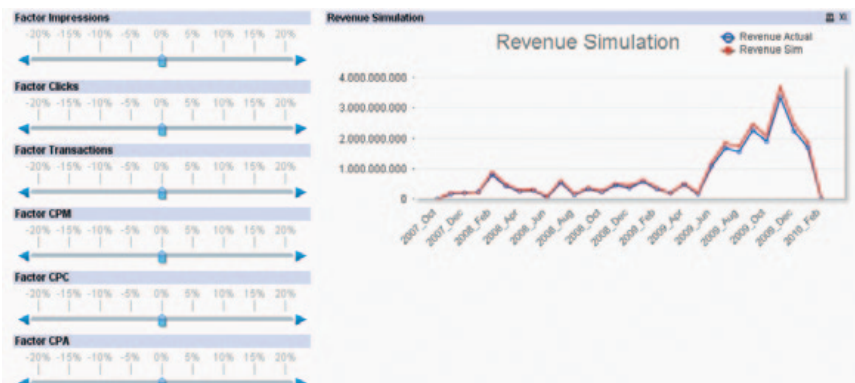 Factor Impressions
-20% -15% -10% -5% 0% 5% 10% 15% 20%
Factor Clicks
-20% -15% -10% -5% 0% 5% 10% 15% 20%
Factor Transactions
-20% -15% -10% -5% 0% 5% 10% 15% 20%
Factor CPM
-20% -15% -10% -5% 0% 5% 10% 15% 20%
Factor CPC
-20% -15% -10% -5% 0% 5% 10% 15% 20%
Factor CPA
-20% -15% -10% -5% 0% 5% 10% 15% 20%
Revenue Simulation
XL
Revenue Simulation
Revenue Actual
Revenue Sim
4.000.000.000
3.000.000.000
2.000.000.000
1.000.000.000
0
2007_Oct 2007_Dec 2008_Feb 2008_Apr 2008_Jun 2008_Aug 2008_Oct 2008_Dec 2009_Feb 2009_Apr 2009_Jun 2009_Aug 2009_Oct 2009_Dec 2010_Feb